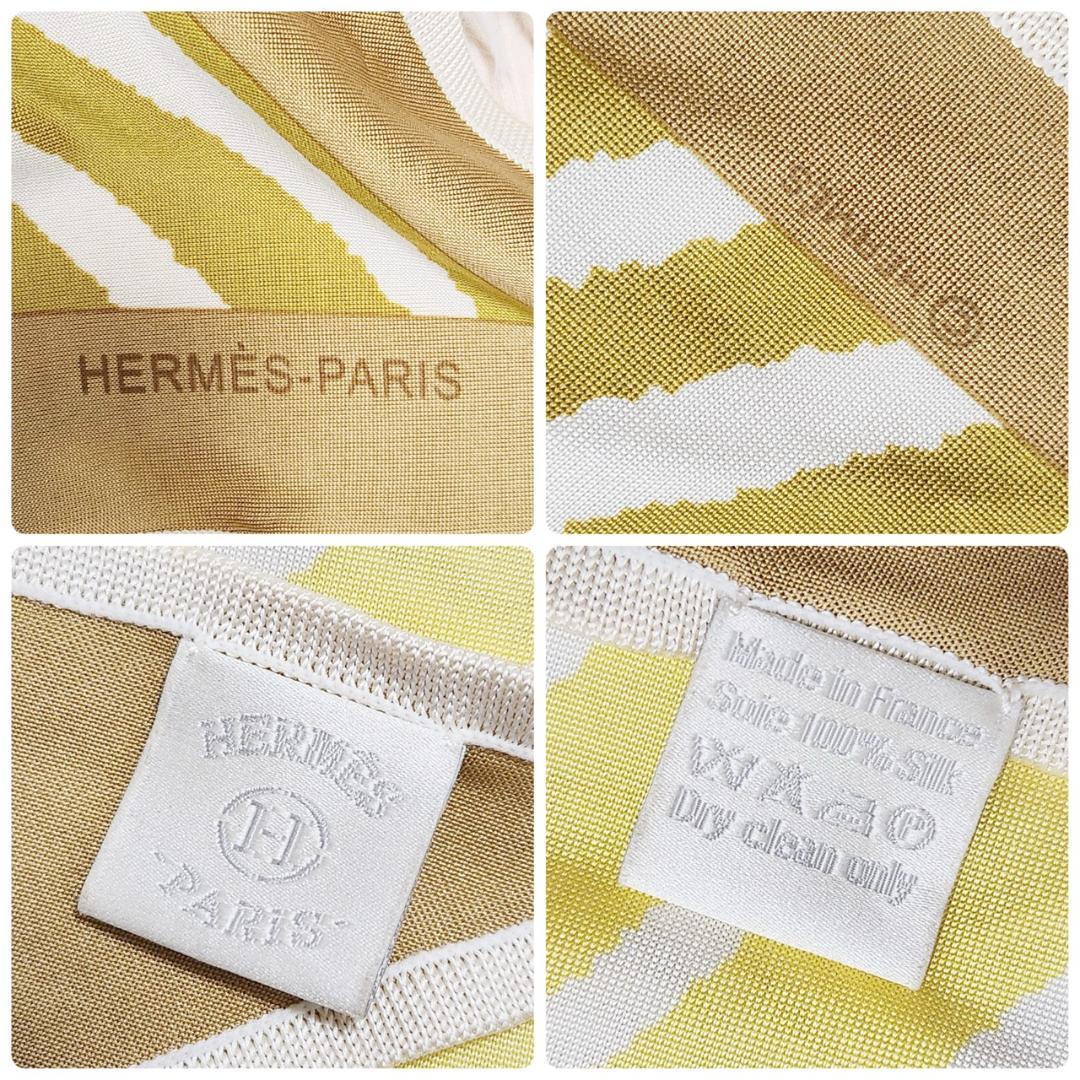 HERMÈS-PARIS
©
HERMÈS
H
PARIS
Made in France
Soie 100% Silk
P
Dry clean only